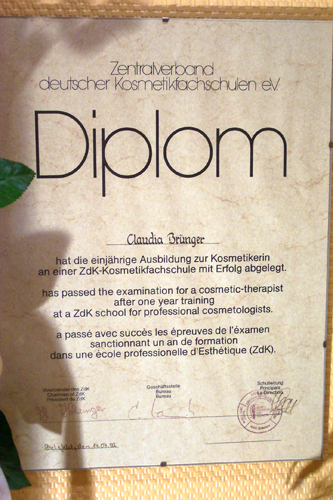 Zentralverband
deutscher Kosmetikfachschulen e.V.
Diplom
Claudia Brünger
hat die einjährige Ausbildung zur Kosmetikerin
an einer ZdK-Kosmetikfachschule mit Erfolg abgelegt.
has passed the examination for a cosmetic-therapist
after one year training
at a ZdK school for professional cosmetologists.
a passé avec succès les épreuves de l'éxamen
sanctionnant un an de formation
dans une école professionelle d'Esthétique (ZdK).
Vorsitzender des ZdK
Chairman of ZdK
President du ZdK
Geschäftsstelle
Bureau
Bureau
Schulleitung
Principale
La Directrice